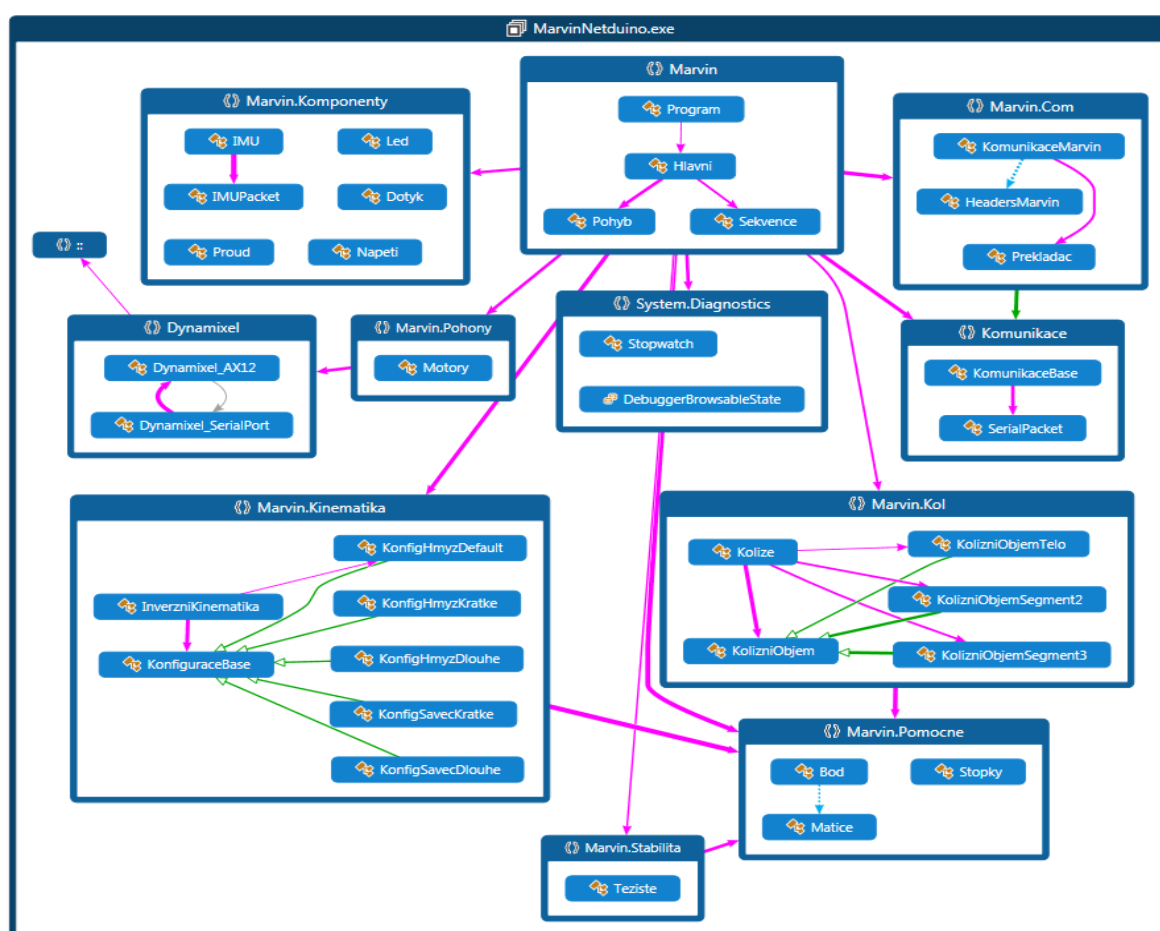 MarvinNetduino.exe
Marvin
Program
Hlavní
Pohyb
Sekvence
Marvin.Komponenty
IMU
Led
IMUPacket
Dotyk
Proud
Napeti
Marvin.Com
KomunikaceMarvin
HeadersMarvin
Prekladac
::
Dynamixel
Dynamixel_AX12
Dynamixel_SerialPort
Marvin.Pohony
Motory
System.Diagnostics
Stopwatch
DebuggerBrowsableState
Komunikace
KomunikaceBase
SerialPacket
Marvin.Kinematika
KonfigHmyzDefault
InverzniKinematika
KonfigHmyzKratke
KonfiguraceBase
KonfigHmyzDlouhe
KonfigSavecKratke
KonfigSavecDlouhe
Marvin.Kol
Kolize
KolizniObjemTelo
KolizniObjemSegment2
KolizniObjem
KolizniObjemSegment3
Marvin.Pomocne
Bod
Stopky
Matice
Marvin.Stabilita
Teziste